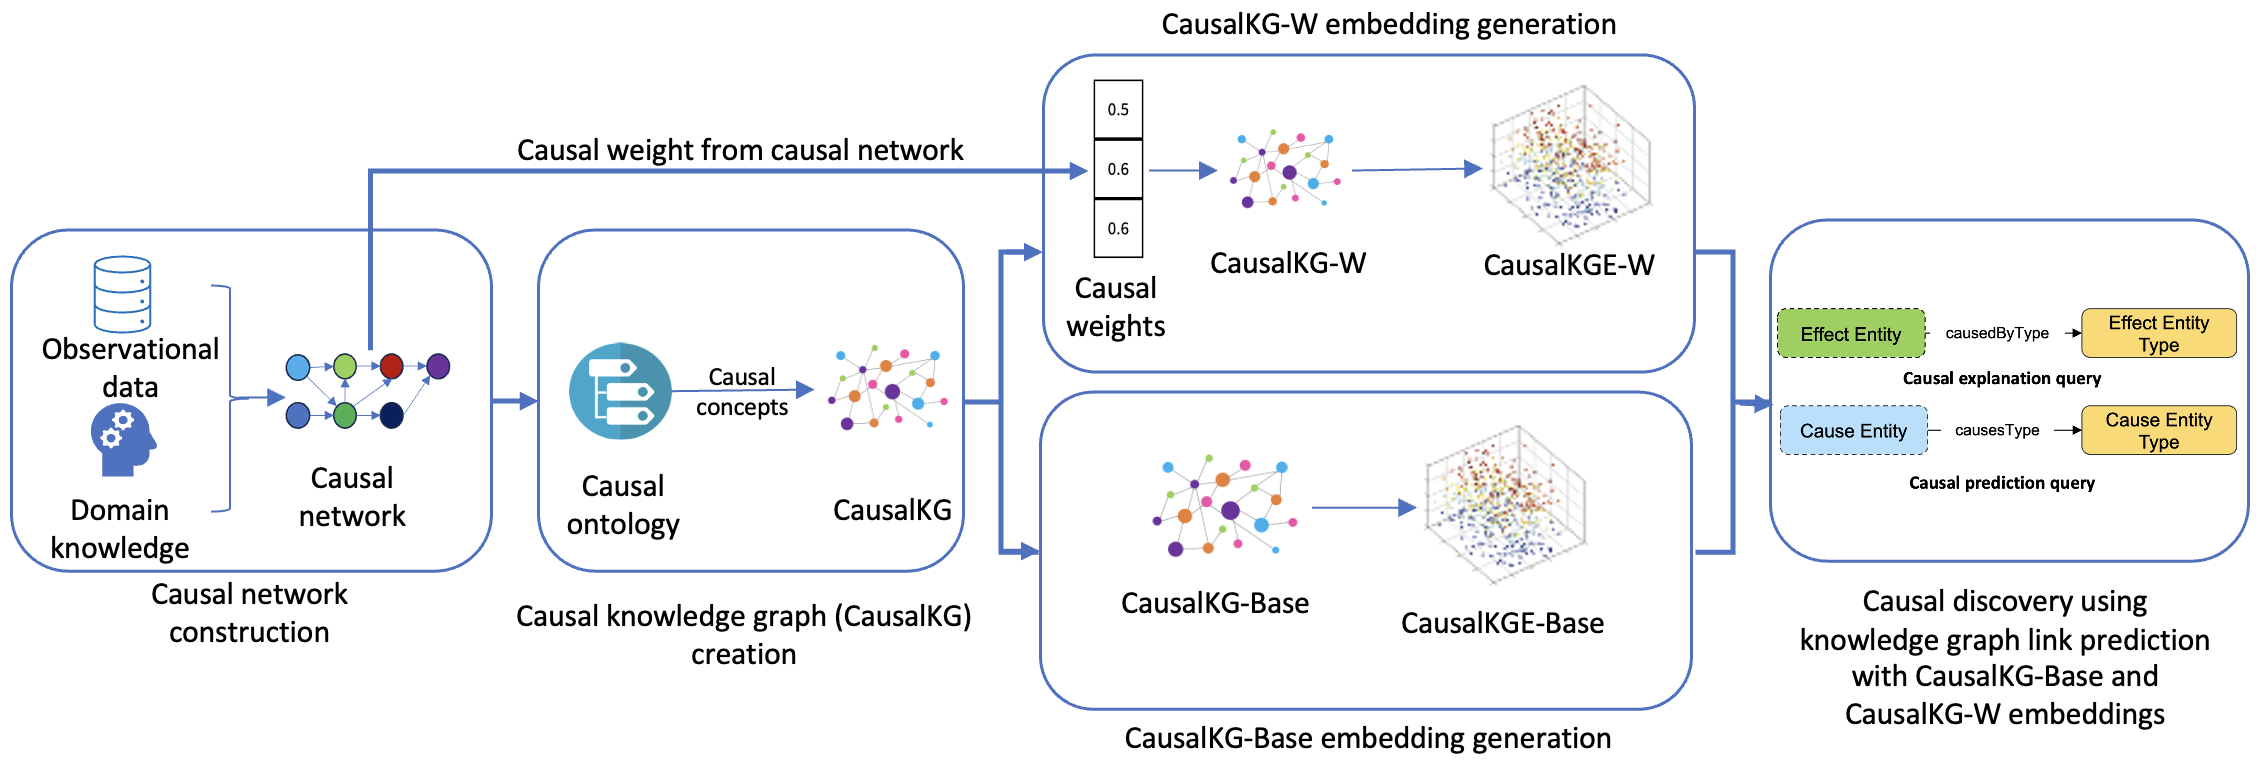 CausalKG-W embedding generation
Causal weight from causal network
0.5
0.6
0.6
Causal
weights
CausalKG-W
CausalKGE-W
Observational
data
Domain
knowledge
Causal
network
Causal network
construction
Causal
ontology
Causal
concepts
CausalKG
Causal knowledge graph (CausalKG)
creation
CausalKG-Base
CausalKGE-Base
CausalKG-Base embedding generation
Effect Entity
causedByType
Effect Entity
Type
Causal explanation query
Cause Entity
causesType
Cause Entity
Type
Causal prediction query
Causal discovery using
knowledge graph link prediction
with CausalKG-Base and
CausalKG-W embeddings